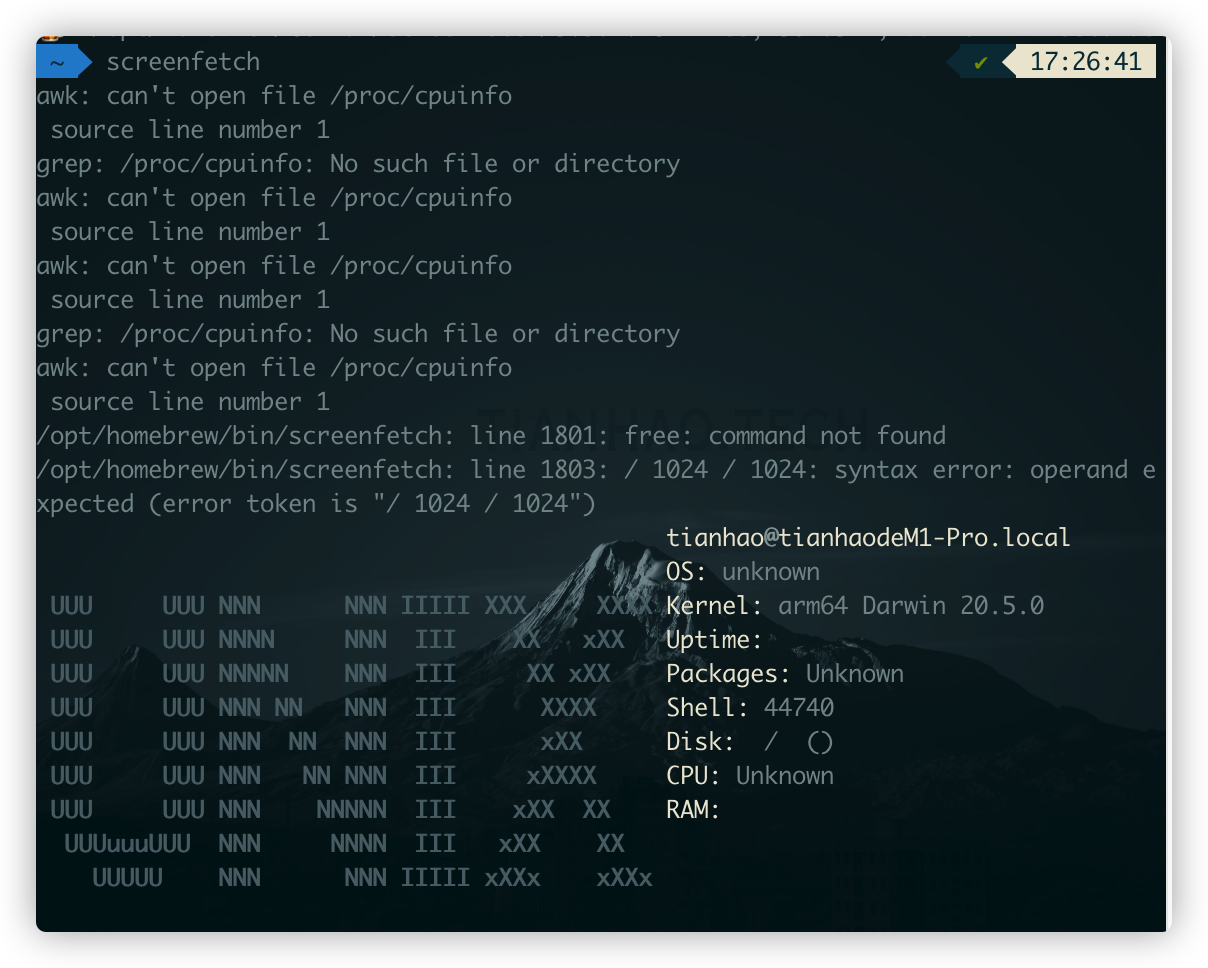 ~ screenfetch ✔ 17:26:41
awk: can't open file /proc/cpuinfo
 source line number 1
grep: /proc/cpuinfo: No such file or directory
awk: can't open file /proc/cpuinfo
 source line number 1
awk: can't open file /proc/cpuinfo
 source line number 1
grep: /proc/cpuinfo: No such file or directory
awk: can't open file /proc/cpuinfo
 source line number 1
TIANHAO.TECH
/opt/homebrew/bin/screenfetch: line 1801: free: command not found
/opt/homebrew/bin/screenfetch: line 1803: / 1024 / 1024: syntax error: operand e
xpected (error token is "/ 1024 / 1024")
                                             tianhao@tianhaodeM1-Pro.local
                                             OS: unknown
 UUU     UUU NNN      NNN IIIII XXX     XXXX Kernel: arm64 Darwin 20.5.0
 UUU     UUU NNNN     NNN  III    XX   xXX   Uptime:
 UUU     UUU NNNNN    NNN  III     XX xXX    Packages: Unknown
 UUU     UUU NNN NN   NNN  III      XXXX     Shell: 44740
 UUU     UUU NNN  NN  NNN  III      xXX      Disk:  /  ()
 UUU     UUU NNN   NN NNN  III     xXXXX     CPU: Unknown
 UUU     UUU NNN    NNNNN  III    xXX  XX    RAM:
  UUUuuuUUU  NNN     NNNN  III   xXX    XX
    UUUUU    NNN      NNN IIIII xXXx    xXXx